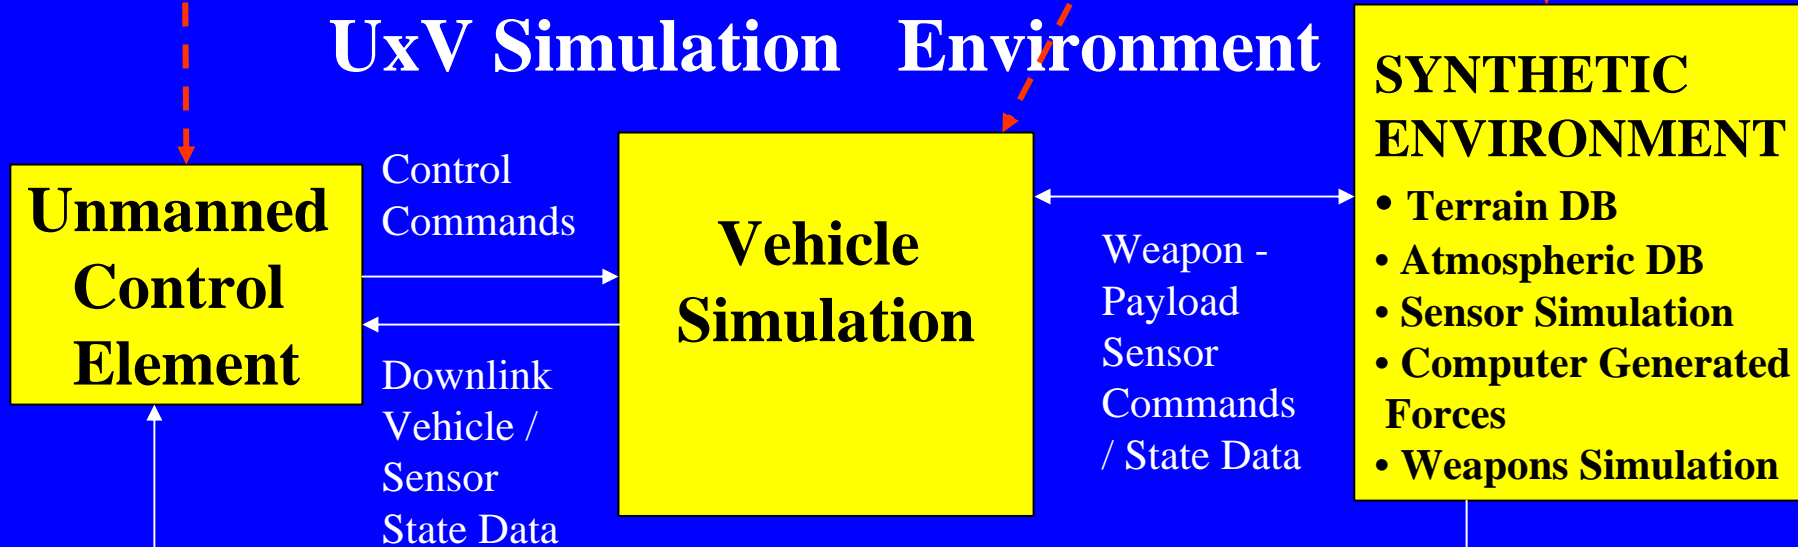 UxV Simulation Environment
Unmanned
Control
Element
Control
Commands
Downlink
Vehicle /
Sensor
State Data
Vehicle
Simulation
Weapon -
Payload
Sensor
Commands
/ State Data
SYNTHETIC
ENVIRONMENT
• Terrain DB
• Atmospheric DB
• Sensor Simulation
• Computer Generated
Forces
• Weapons Simulation